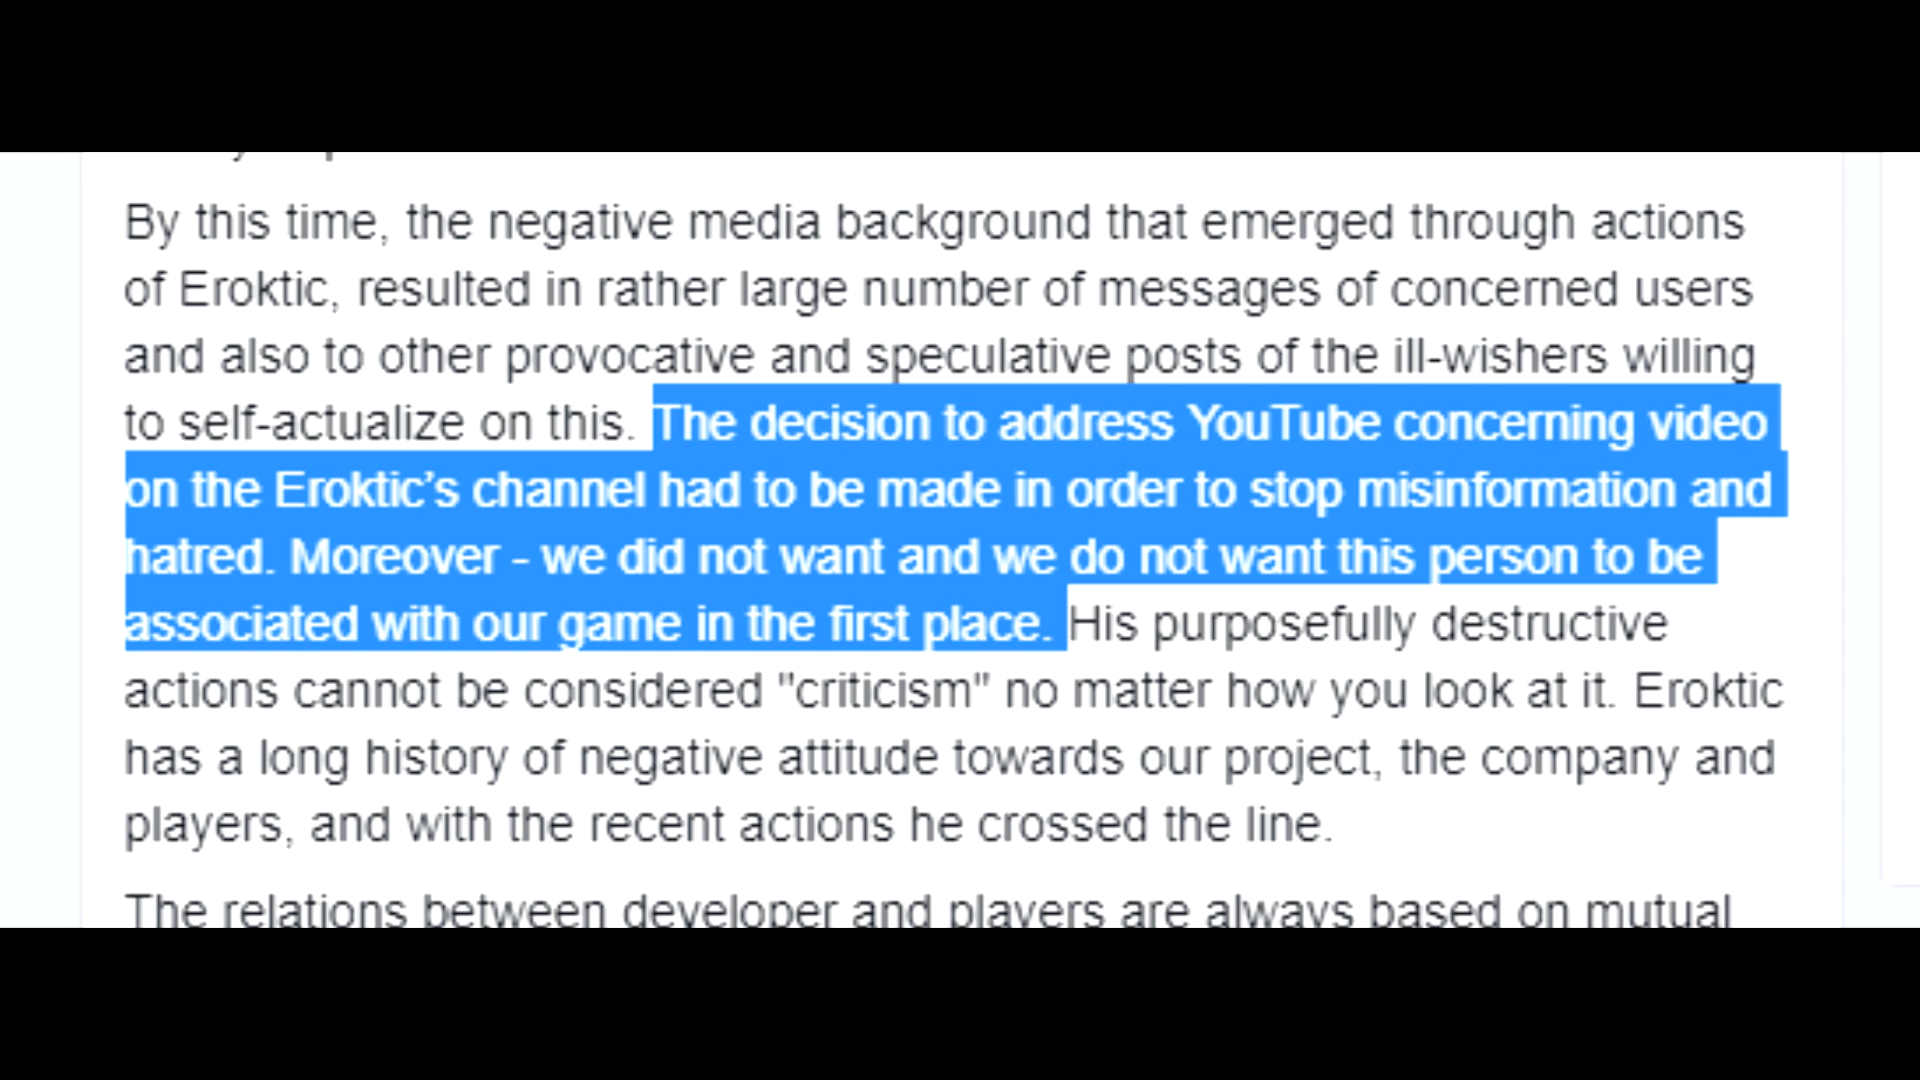 By this time, the negative media background that emerged through actions
of Eroktic, resulted in rather large number of messages of concerned users
and also to other provocative and speculative posts of the ill-wishers willing
to self-actualize on this. The decision to address YouTube concerning video
on the Eroktic’s channel had to be made in order to stop misinformation and
hatred. Moreover - we did not want and we do not want this person to be
associated with our game in the first place. His purposefully destructive
actions cannot be considered "criticism" no matter how you look at it. Eroktic
has a long history of negative attitude towards our project, the company and
players, and with the recent actions he crossed the line.
The relations between developer and players are always based on mutual